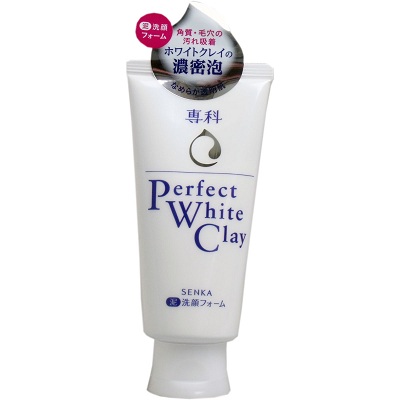 泥洗顔
フォーム
角質・毛穴の
汚れ吸着
ホワイトクレイの
濃密泡
専科
Perfect
White
Clay
SENKA
泥 洗顔フォーム